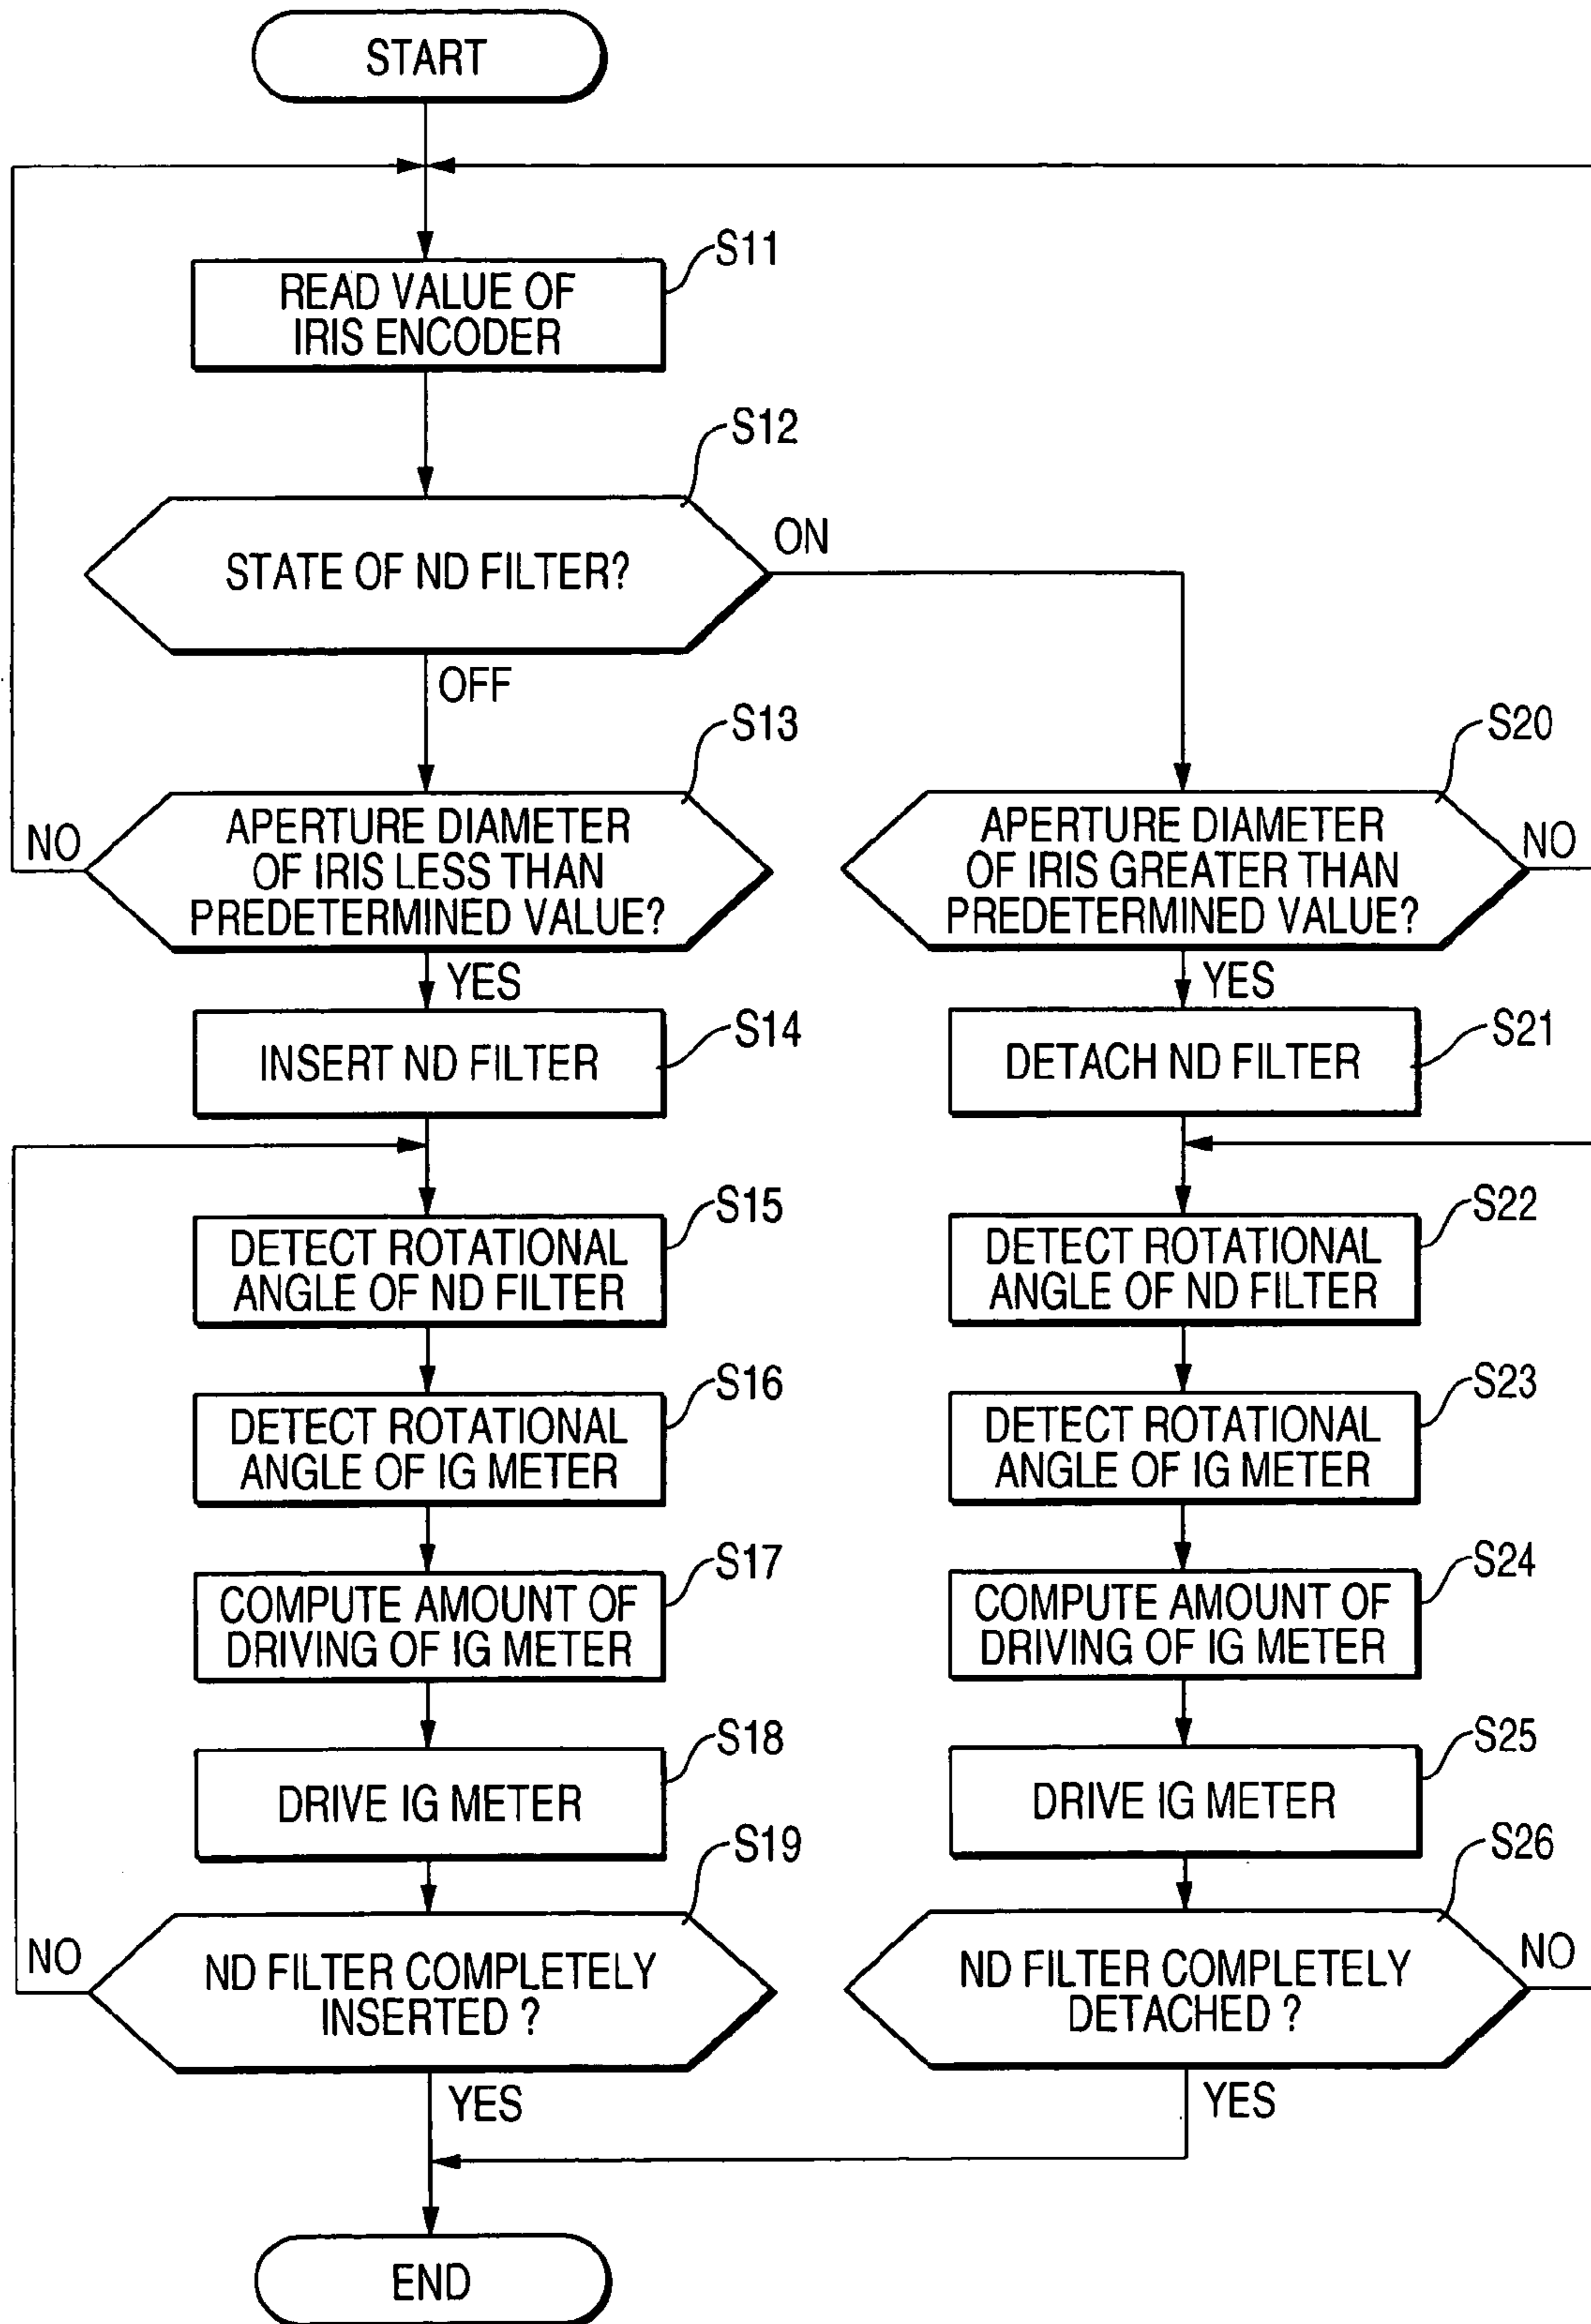 START
S11
READ VALUE OF
IRIS ENCODER
S12
STATE OF ND FILTER?
ON
OFF
S13
APERTURE DIAMETER
OF IRIS LESS THAN
PREDETERMINED VALUE?
NO
YES
S14
INSERT ND FILTER
S15
DETECT ROTATIONAL
ANGLE OF ND FILTER
S16
DETECT ROTATIONAL
ANGLE OF IG METER
S17
COMPUTE AMOUNT OF
DRIVING OF IG METER
S18
DRIVE IG METER
S19
ND FILTER COMPLETELY
INSERTED ?
NO
YES
S20
APERTURE DIAMETER
OF IRIS GREATER THAN
PREDETERMINED VALUE?
NO
YES
S21
DETACH ND FILTER
S22
DETECT ROTATIONAL
ANGLE OF ND FILTER
S23
DETECT ROTATIONAL
ANGLE OF IG METER
S24
COMPUTE AMOUNT OF
DRIVING OF IG METER
S25
DRIVE IG METER
S26
ND FILTER COMPLETELY
DETACHED ?
NO
YES
END